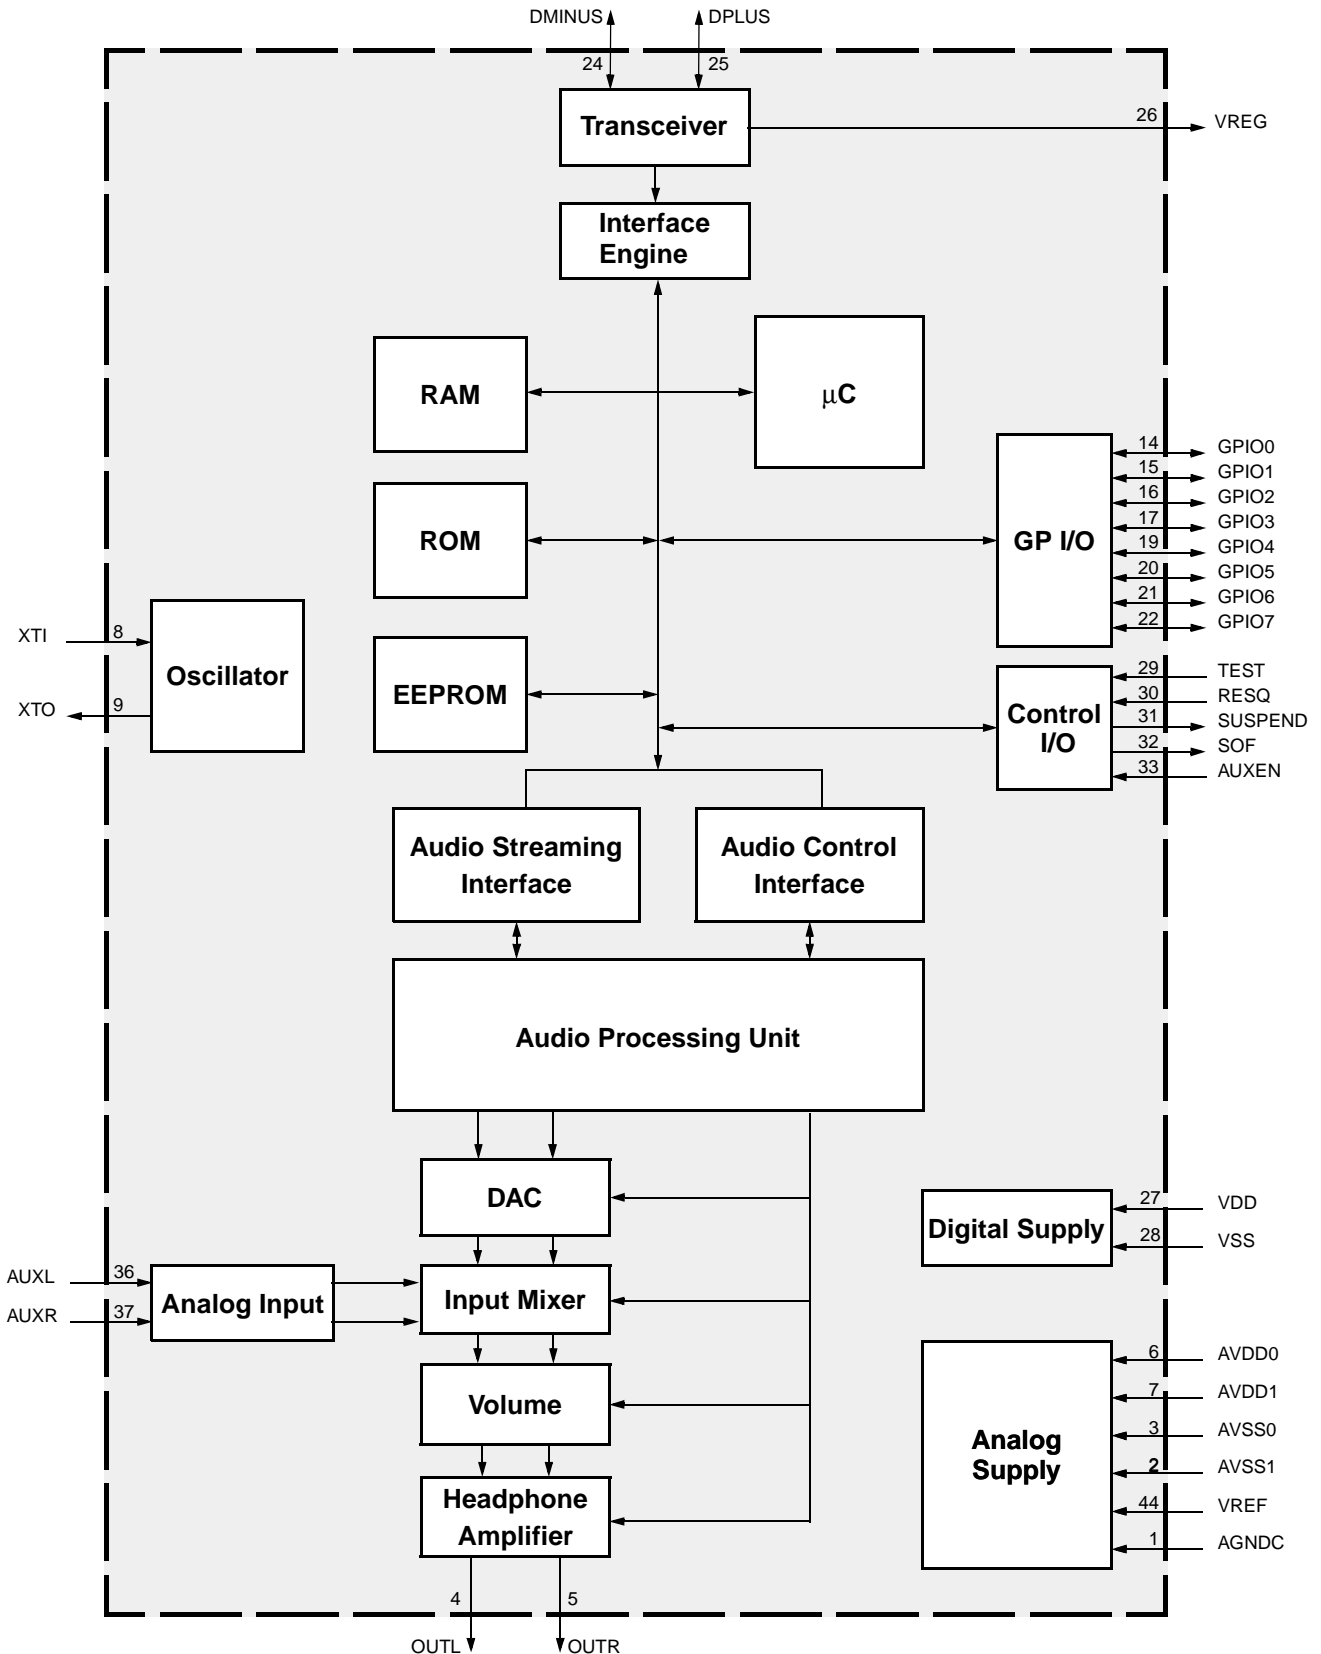 DMINUS DPLUS
24 25
Transceiver
26 VREG
Interface
Engine
RAM
µC
14 GPIO0
15 GPIO1
16 GPIO2
17 GPIO3
19 GPIO4
20 GPIO5
21 GPIO6
22 GPIO7
ROM
GP I/O
XTI 8
Oscillator
XTO 9
EEPROM
29 TEST
30 RESQ
31 SUSPEND
32 SOF
33 AUXEN
Control
I/O
Audio Streaming
Interface
Audio Control
Interface
Audio Processing Unit
DAC
27 VDD
28 VSS
Digital Supply
AUXL 36
AUXR 37
Analog Input
Input Mixer
Volume
6 AVDD0
7 AVDD1
3 AVSS0
2 AVSS1
44 VREF
1 AGNDC
Analog
Supply
Headphone
Amplifier
4 5
OUTL OUTR